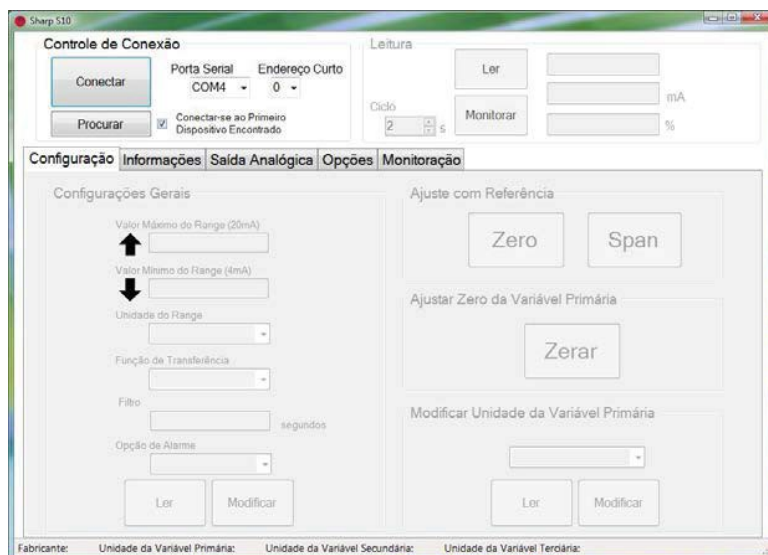 Sharp S10
Controle de Conexão
Conectar
Porta Serial
Endereço Curto
COM4
0
Procurar
Conectar-se ao Primeiro
Dispositivo Encontrado
Leitura
Ler
Ciclo
2
s
Monitorar
mA
%
Configuração
Informações
Saída Analógica
Opções
Monitoração
Configurações Gerais
Valor Máximo do Range (20mA)
Valor Mínimo do Range (4mA)
Unidade do Range
Função de Transferência
Filtro
segundos
Opção de Alarme
Ler
Modificar
Ajuste com Referência
Zero
Span
Ajustar Zero da Variável Primária
Zerar
Modificar Unidade da Variável Primária
Ler
Modificar
Fabricante:
Unidade da Variável Primária:
Unidade da Variável Secundária:
Unidade da Variável Terciária: